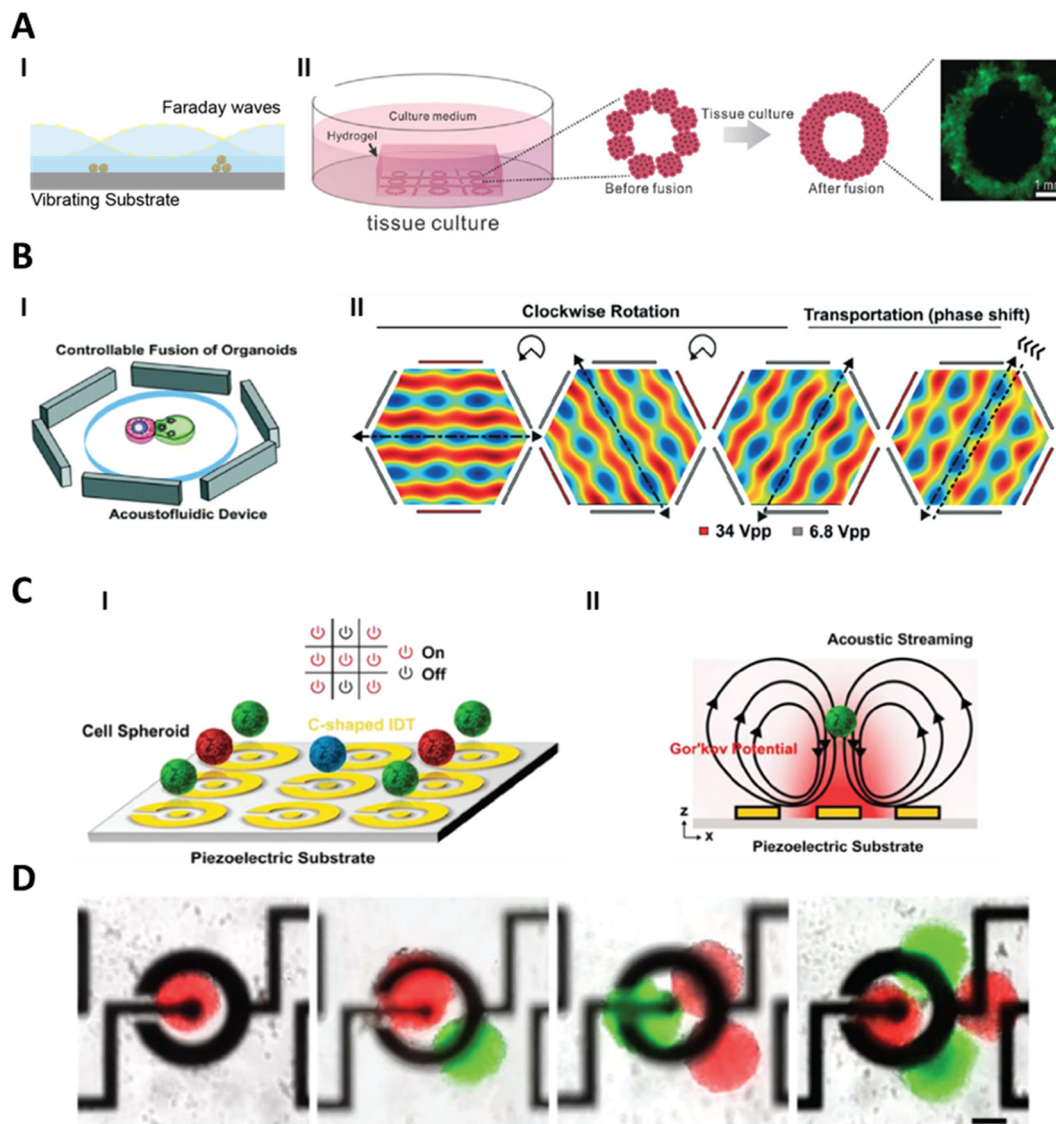 A
I
II
Faraday waves
Vibrating Substrate
Culture medium
Hydrogel
tissue culture
Tissue culture
Before fusion
After fusion
1 mm
B
I
II
Controllable Fusion of Organoids
Acoustofluidic Device
Clockwise Rotation
Transportation (phase shift)
34 Vpp
6.8 Vpp
C
I
II
On
Off
Cell Spheroid
C-shaped IDT
Piezoelectric Substrate
Acoustic Streaming
Gor'kov Potential
z
x
Piezoelectric Substrate
D